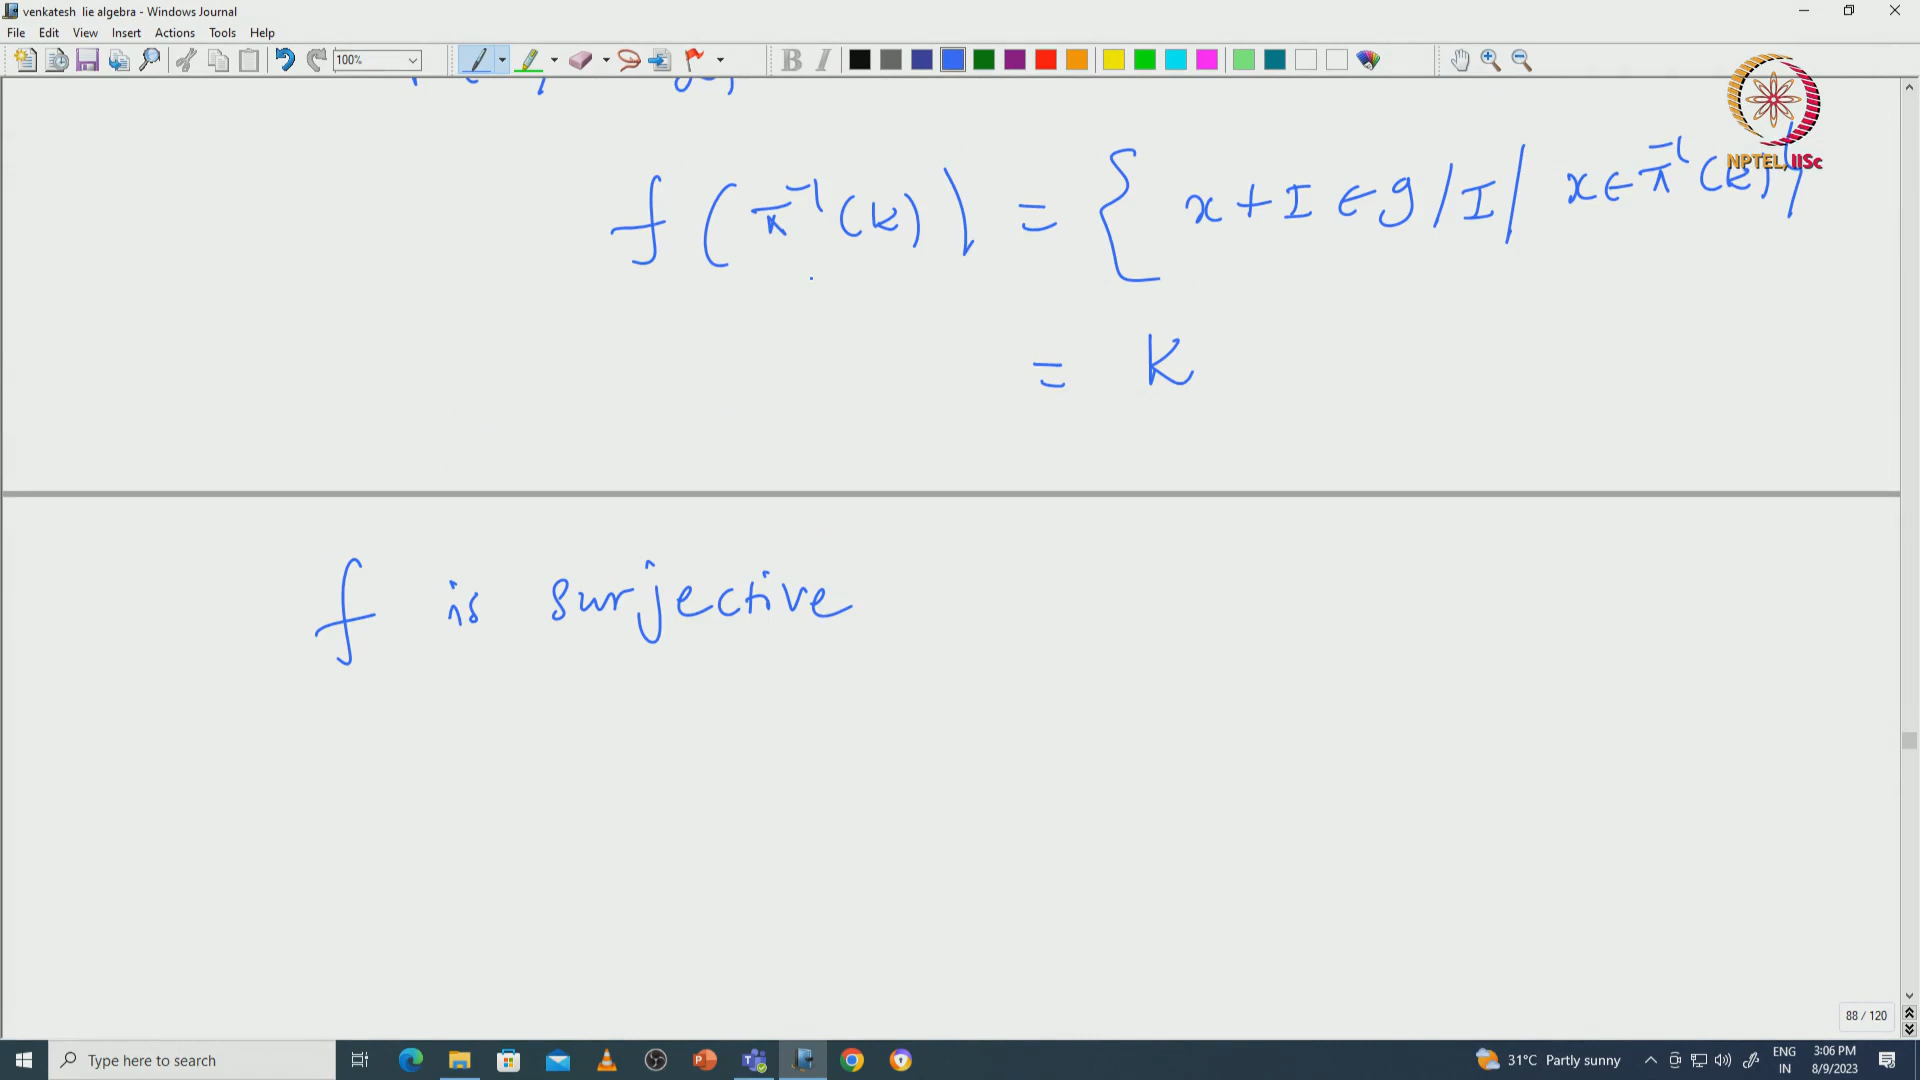 venkatesh lie algebra - Windows Journal
File Edit View Insert Actions Tools Help
100%
B I
NPTEL, IISc
f (π⁻¹(K)) = { x + I ∈ g/I | x ∈ π⁻¹(K) }
= K
f is surjective
88 / 120
Type here to search
31°C Partly sunny
ENG
IN
3:06 PM
8/9/2023